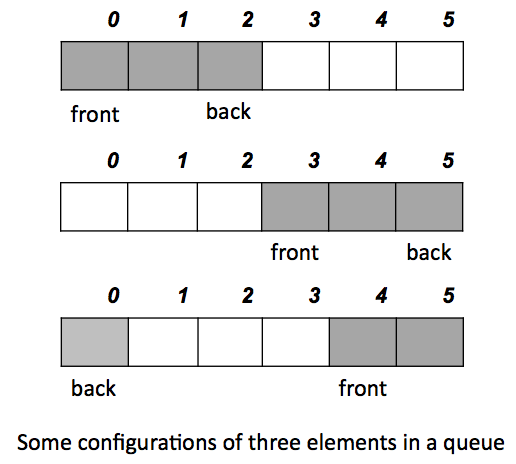 0 1 2 3 4 5
front back
0 1 2 3 4 5
front back
0 1 2 3 4 5
back front
Some configurations of three elements in a queue